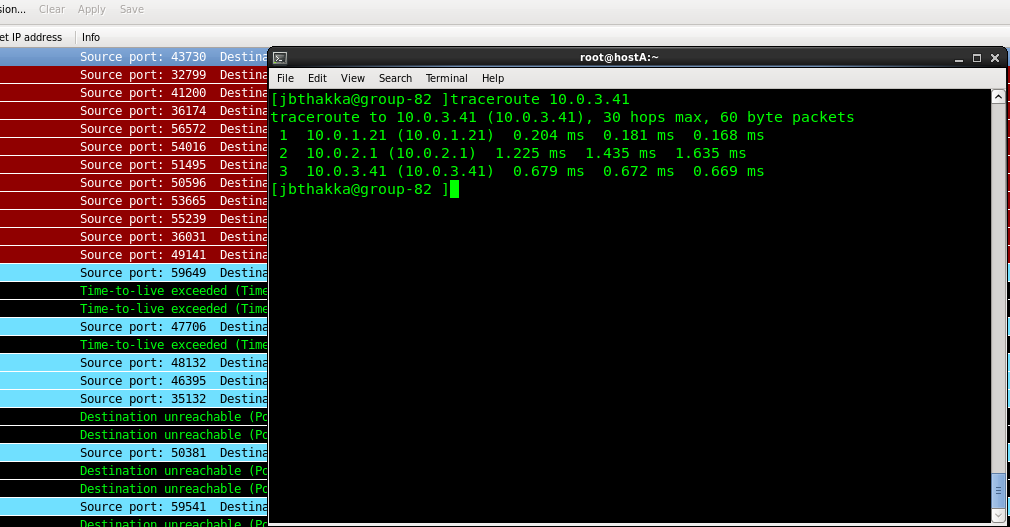 sion... Clear Apply Save
et IP address Info
Source port: 43730 Destina
Source port: 32799 Destina
Source port: 41200 Destina
Source port: 36174 Destina
Source port: 56572 Destina
Source port: 54016 Destina
Source port: 51495 Destina
Source port: 50596 Destina
Source port: 53665 Destina
Source port: 55239 Destina
Source port: 36031 Destina
Source port: 49141 Destina
Source port: 59649 Destina
Time-to-live exceeded (Time
Time-to-live exceeded (Time
Source port: 47706 Destina
Time-to-live exceeded (Time
Source port: 48132 Destina
Source port: 46395 Destina
Source port: 35132 Destina
Destination unreachable (Po
Destination unreachable (Po
Source port: 50381 Destina
Destination unreachable (Po
Destination unreachable (Po
Source port: 59541 Destina
Destination unreachable (Po
root@hostA:~
File Edit View Search Terminal Help
[jbthakka@group-82 ]traceroute 10.0.3.41
traceroute to 10.0.3.41 (10.0.3.41), 30 hops max, 60 byte packets
1 10.0.1.21 (10.0.1.21) 0.204 ms 0.181 ms 0.168 ms
2 10.0.2.1 (10.0.2.1) 1.225 ms 1.435 ms 1.635 ms
3 10.0.3.41 (10.0.3.41) 0.679 ms 0.672 ms 0.669 ms
[jbthakka@group-82 ]